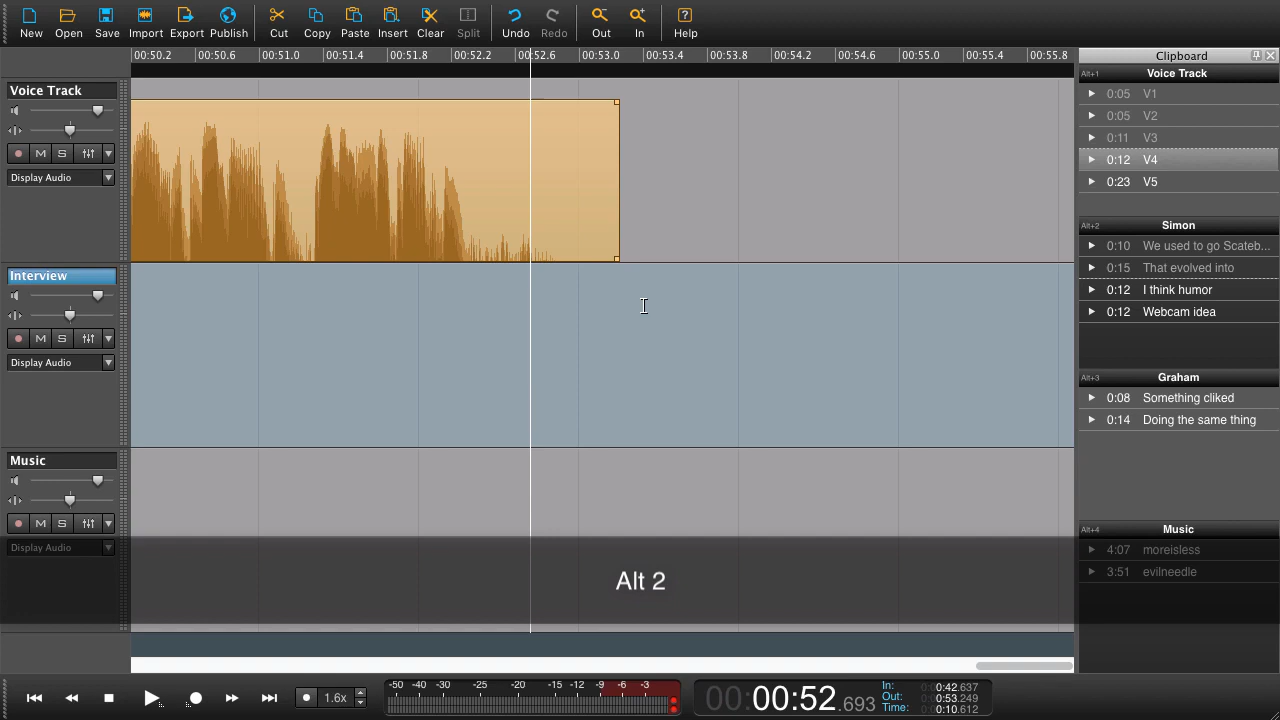 New Open Save Import Export Publish Cut Copy Paste Insert Clear Split Undo Redo Out In Help
00:50.2 00:50.6 00:51.0 00:51.4 00:51.8 00:52.2 00:52.6 00:53.0 00:53.4 00:53.8 00:54.2 00:54.6 00:55.0 00:55.4 00:55.8
Voice Track
M S
Display Audio
Interview
M S
Display Audio
Music
M S
Display Audio
Clipboard
Alt+1 Voice Track
0:05 V1
0:05 V2
0:11 V3
0:12 V4
0:23 V5
Alt+2 Simon
0:10 We used to go Scateb...
0:15 That evolved into
0:12 I think humor
0:12 Webcam idea
Alt+3 Graham
0:08 Something cliked
0:14 Doing the same thing
Alt+4 Music
4:07 moreisless
3:51 evilneedle
Alt 2
1.6x
-50 -40 -30 -25 -20 -15 -12 -9 -6 -3
00:00:52.693
In: 0:0:42.637
Out: 0:0:53.249
Time: 0:0:10.612